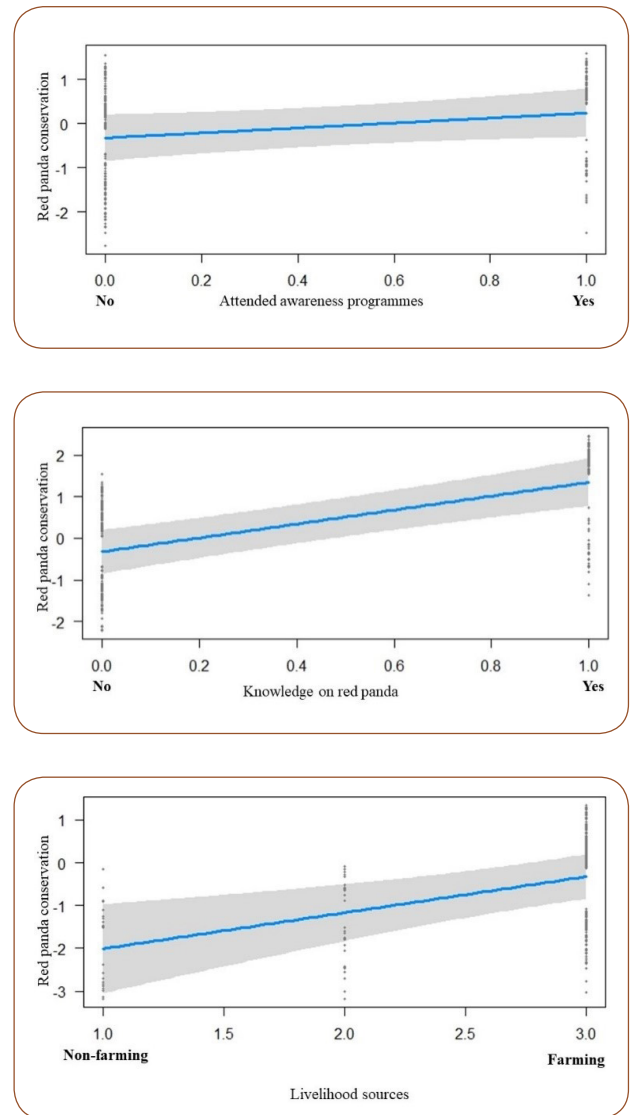 Red panda conservation
1
0
-1
-2
0.0 0.2 0.4 0.6 0.8 1.0
No Attended awareness programmes Yes
Red panda conservation
2
1
0
-1
-2
0.0 0.2 0.4 0.6 0.8 1.0
No Knowledge on red panda Yes
Red panda conservation
1
0
-1
-2
-3
1.0 1.5 2.0 2.5 3.0
Non-farming Farming
Livelihood sources